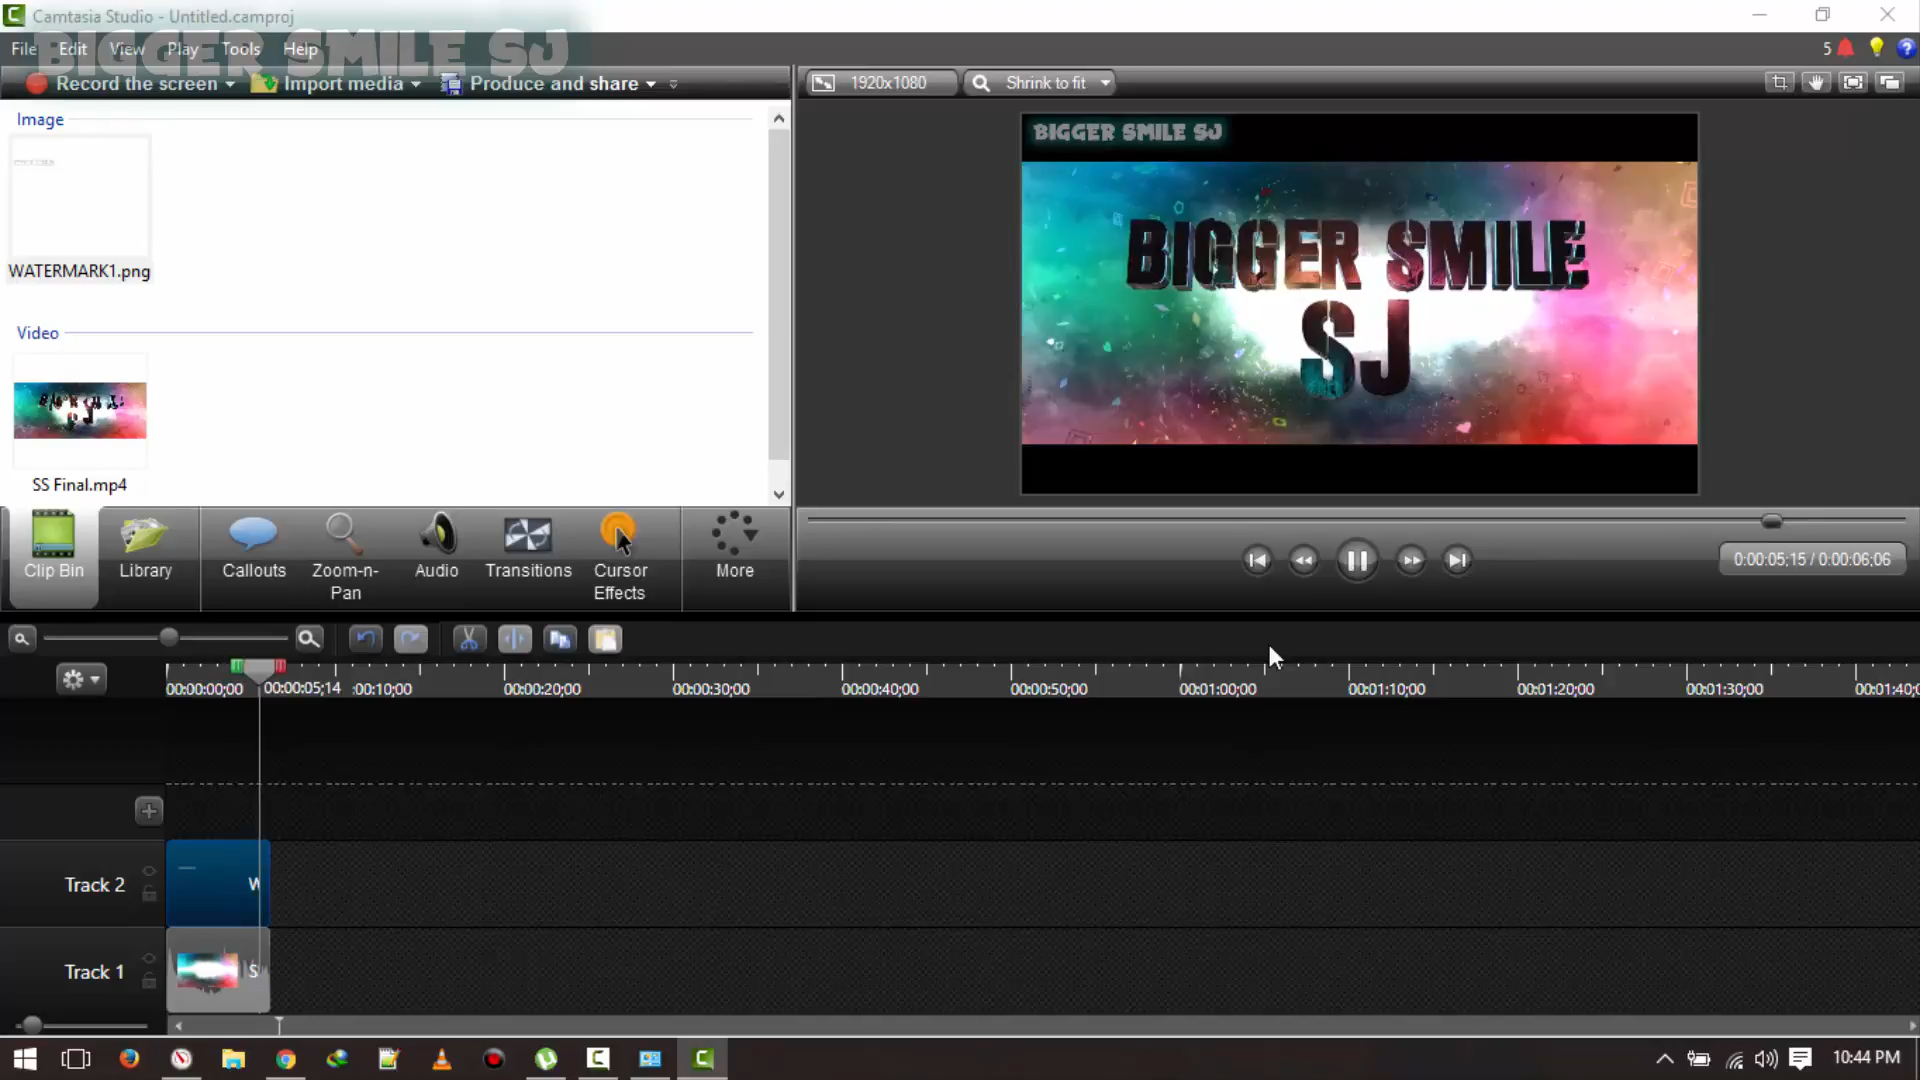 Camtasia Studio - Untitled.camproj
BIGGER SMILE SJ
File Edit View Play Tools Help
5
Record the screen Import media Produce and share
1920x1080 Shrink to fit
Image
WATERMARK1.png
Video
SS Final.mp4
BIGGER SMILE SJ
BIGGER SMILE
SJ
Clip Bin Library Callouts Zoom-n-Pan Audio Transitions Cursor Effects More
0:00:05;15 / 0:00:06;06
00:00:00;00 00:00:05;14 :00:10;00 00:00:20;00 00:00:30;00 00:00:40;00 00:00:50;00 00:01:00;00 00:01:10;00 00:01:20;00 00:01:30;00 00:01:40;0
Track 2
W
Track 1
S
10:44 PM